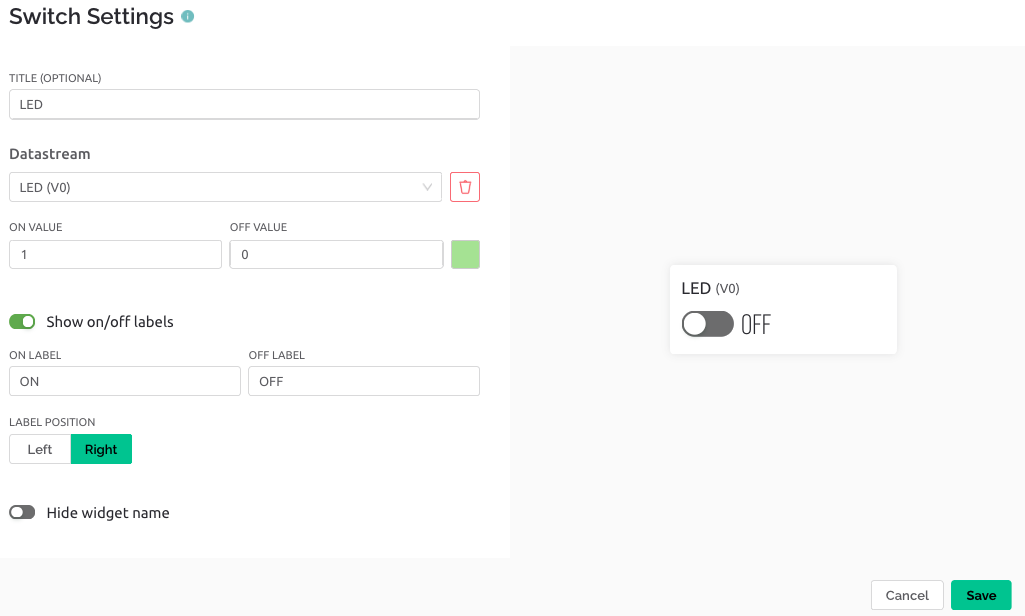 Switch Settings
TITLE (OPTIONAL)
LED
Datastream
LED (V0)
ON VALUE OFF VALUE
1 0
Show on/off labels
ON LABEL OFF LABEL
ON OFF
LABEL POSITION
Left Right
Hide widget name
LED (V0)
OFF
Cancel Save